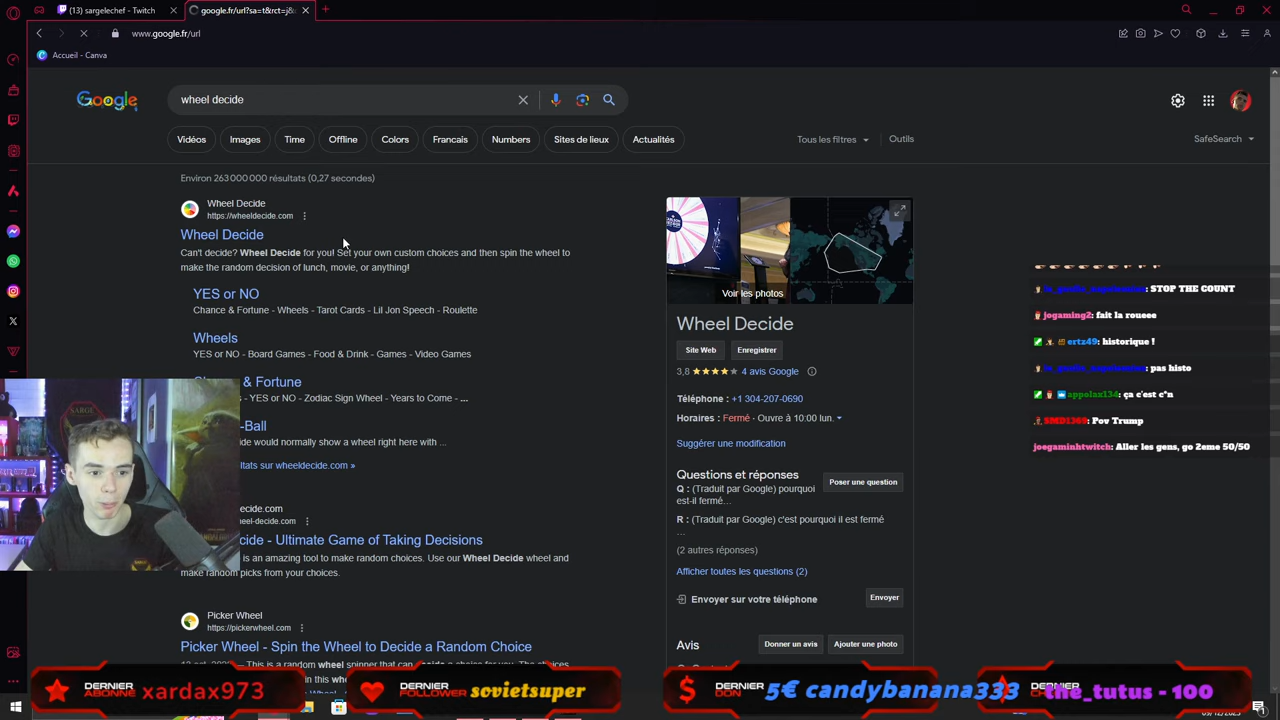 (13) sargelechef - Twitch
google.fr/url?sa=t&rct=j&
www.google.fr/url
Accueil - Canva
Google
wheel decide
Vidéos
Images
Time
Offline
Colors
Francais
Numbers
Sites de lieux
Actualités
Tous les filtres
Outils
SafeSearch
Environ 263 000 000 résultats (0,27 secondes)
Wheel Decide
https://wheeldecide.com
Wheel Decide
Can't decide? Wheel Decide for you! Set your own custom choices and then spin the wheel to
make the random decision of lunch, movie, or anything!
YES or NO
Chance & Fortune - Wheels - Tarot Cards - Lil Jon Speech - Roulette
Wheels
YES or NO - Board Games - Food & Drink - Games - Video Games
& Fortune
- YES or NO - Zodiac Sign Wheel - Years to Come - ...
-Ball
would normally show a wheel right here with ...
sur wheeldecide.com »
- Ultimate Game of Taking Decisions
is an amazing tool to make random choices. Use our Wheel Decide wheel and
make random picks from your choices.
Picker Wheel
https://pickerwheel.com
Picker Wheel - Spin the Wheel to Decide a Random Choice
Voir les photos
Wheel Decide
Site Web
Enregistrer
3,8 4 avis Google
Téléphone : +1 304-207-0690
Horaires : Fermé · Ouvre à 10:00 lun.
Suggérer une modification
Questions et réponses
Poser une question
Q : (Traduit par Google) pourquoi
est-il fermé...
R : (Traduit par Google) c'est pourquoi il est fermé
...
(2 autres réponses)
Afficher toutes les questions (2)
Envoyer sur votre téléphone
Envoyer
Avis
Donner un avis
Ajouter une photo
: STOP THE COUNT
jogaming2: fait la roueee
ertz49: historique !
: pas histo
appolax134: ça c'est c*n
SMD1369: Pov Trump
joegaminhtwitch: Aller les gens, go 2eme 50/50
DERNIER
ABONNÉ
xardax973
DERNIER
FOLLOWER
sovietsuper
DERNIER
DON
5€ candybanana333
DERNIER
the_tutus - 100